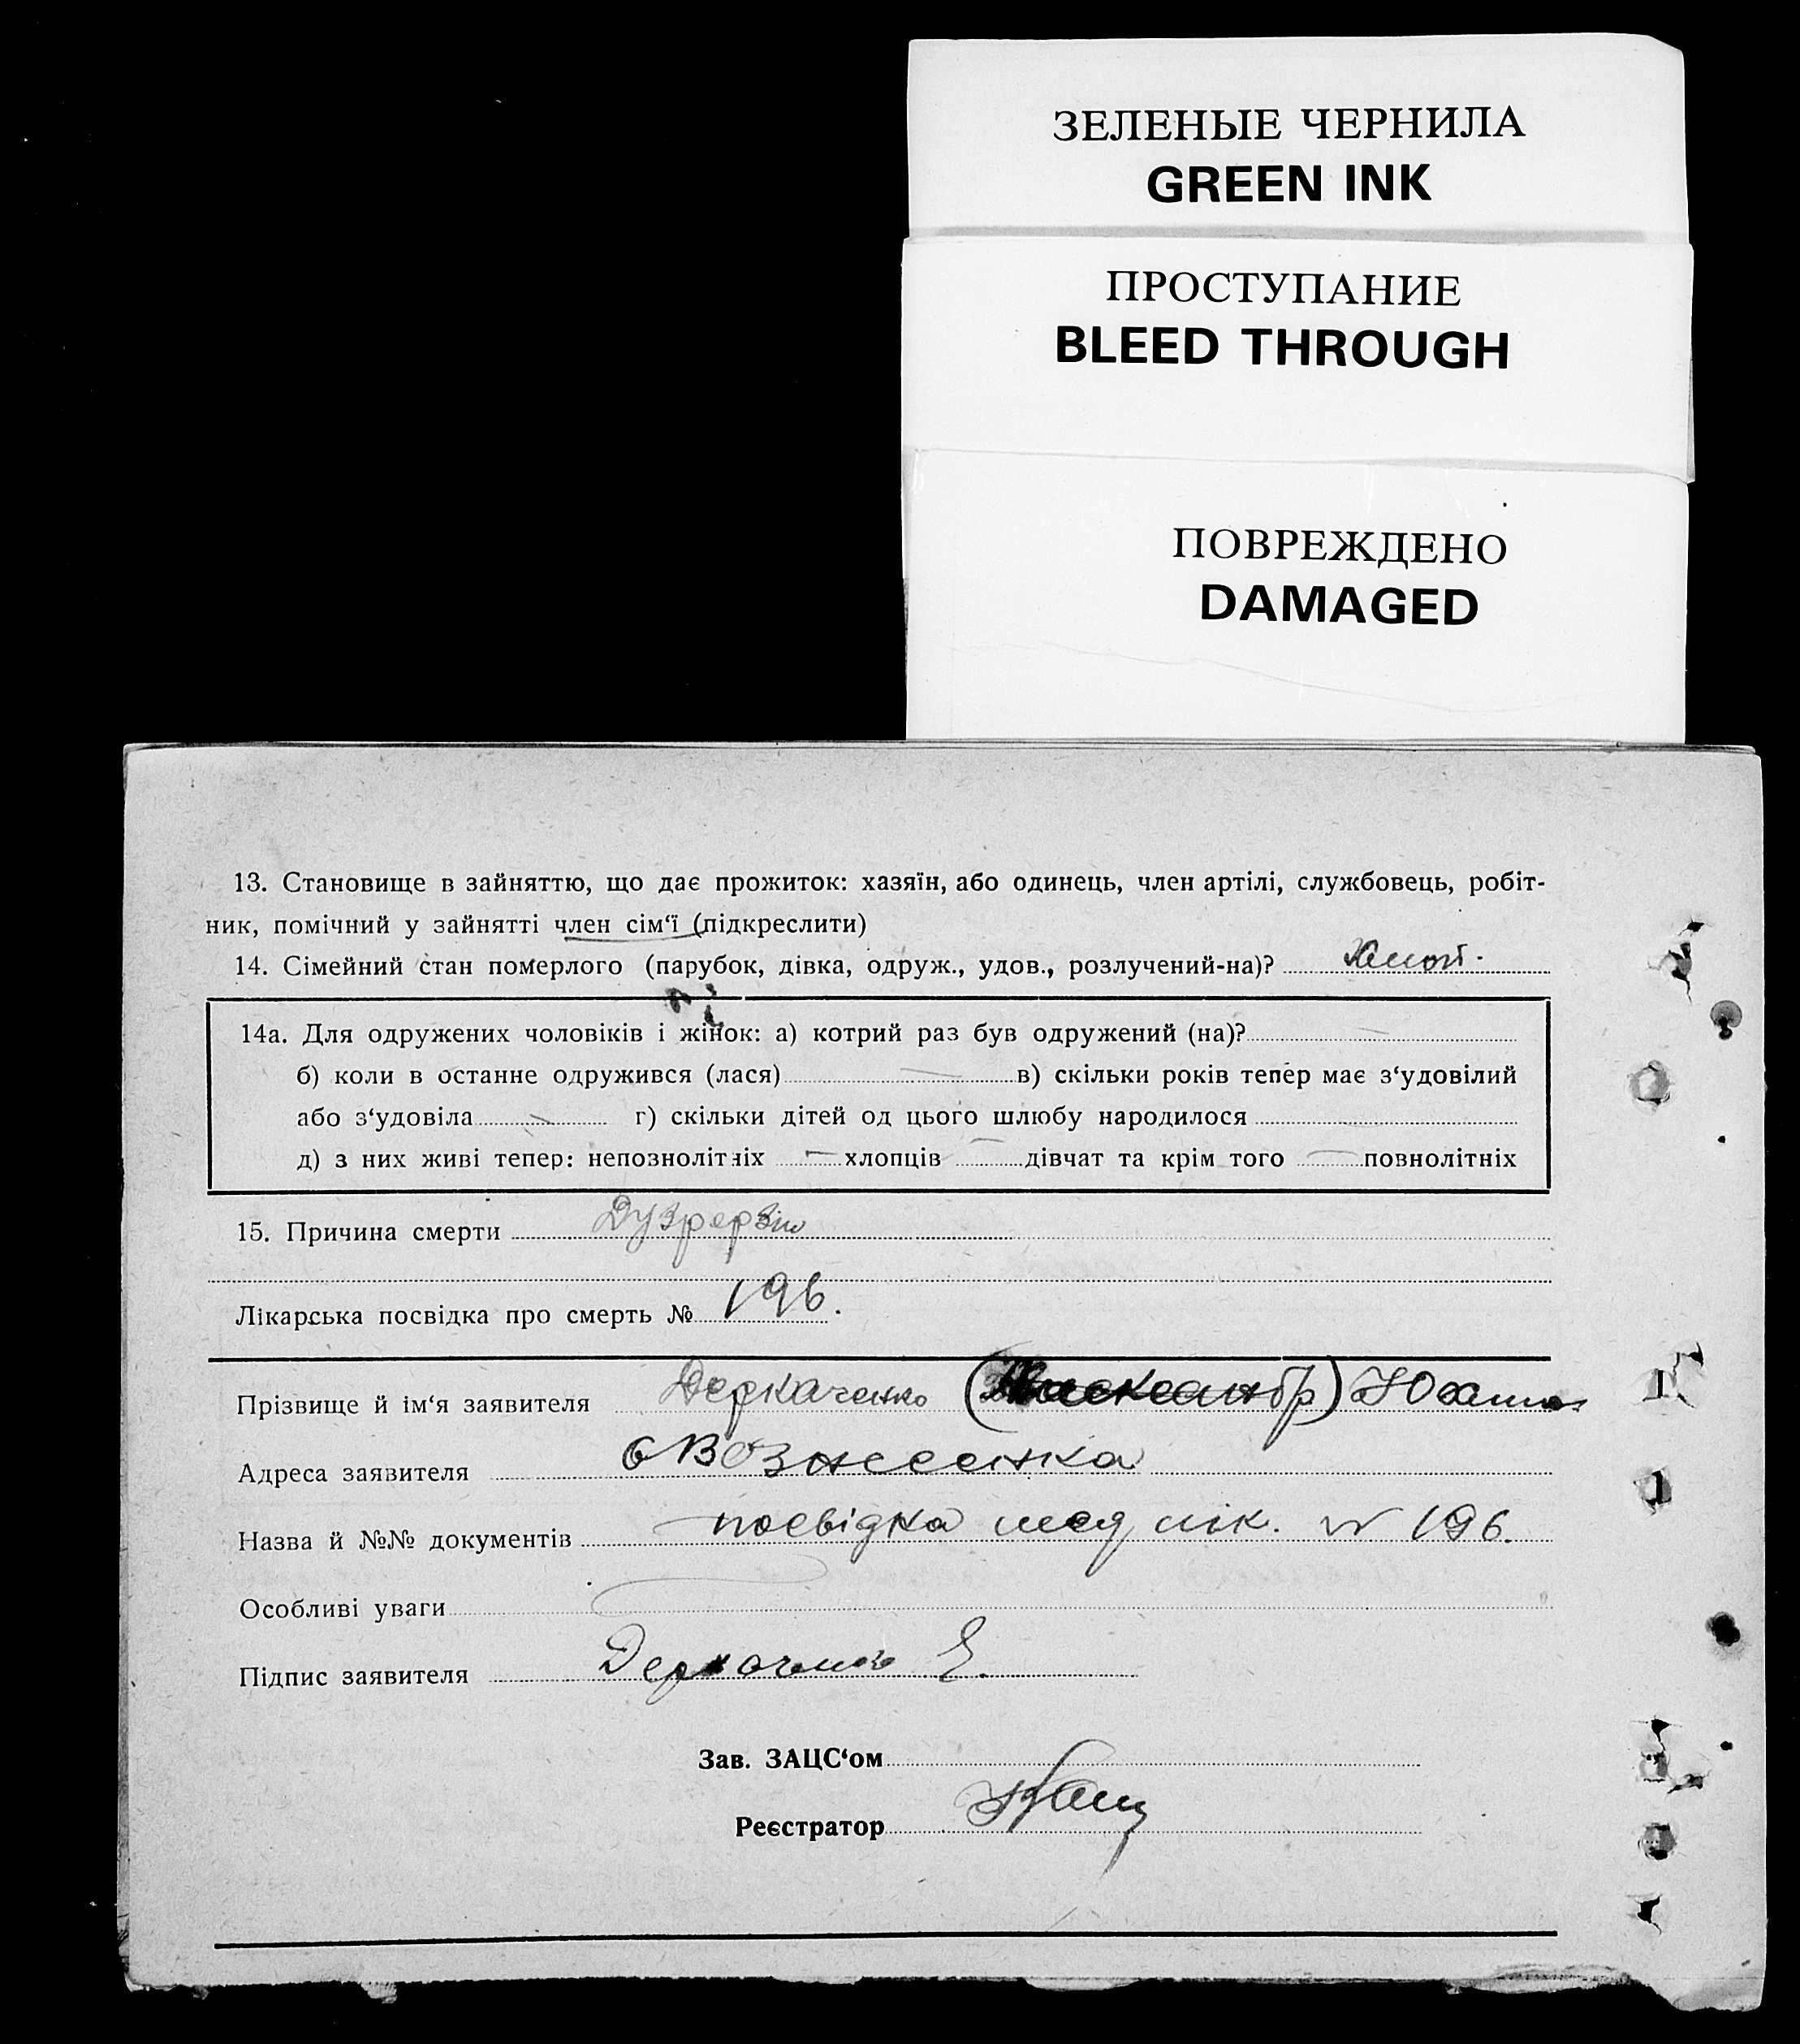 ЗЕЛЕНЫЕ ЧЕРНИЛА
GREEN INK
ПРОСТУПАНИЕ
BLEED THROUGH
ПОВРЕЖДЕНО
DAMAGED
13. Становище в зайняттю, що дає прожиток: хазяїн, або одинець, член артілі, службовець, робіт-
ник, помічний у зайнятті член сім‘ї (підкреслити)
14. Сімейний стан померлого (парубок, дівка, одруж., удов., розлучений-на)?
14а. Для одружених чоловіків і жінок: а) котрий раз був одружений (на)?
б) коли в останне одружився (лася) в) скільки років тепер має з‘удовілий
або з‘удовіла г) скільки дітей од цього шлюбу народилося
д) з них живі тепер: непознолітніх хлопців дівчат та крім того повнолітніх
15. Причина смерти
Лікарська посвідка про смерть № 196.
Прізвище й ім‘я заявителя Деркаченко
Адреса заявителя Вознесенка
Назва й №№ документів посвідка мед 196.
Особливі уваги
Підпис заявителя Деркаченко Е.
Зав. ЗАЦС‘ом
Реєстратор